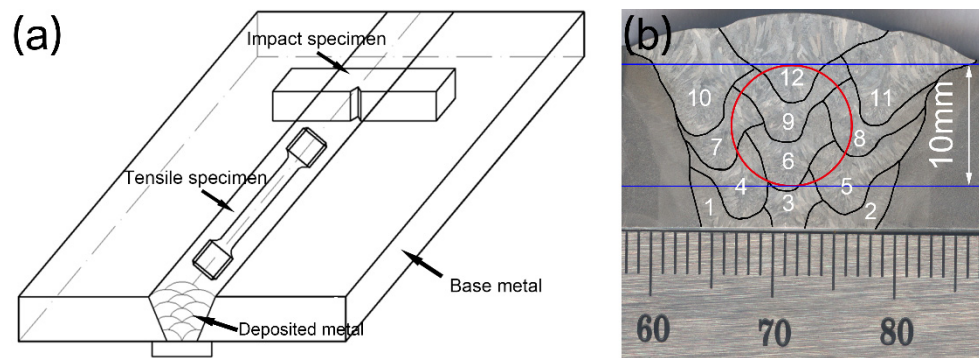 (a)
Impact specimen
Tensile specimen
Base metal
Deposited metal
(b)
12
10
11
9
8
7
6
4
5
3
1
2
10mm
60
70
80